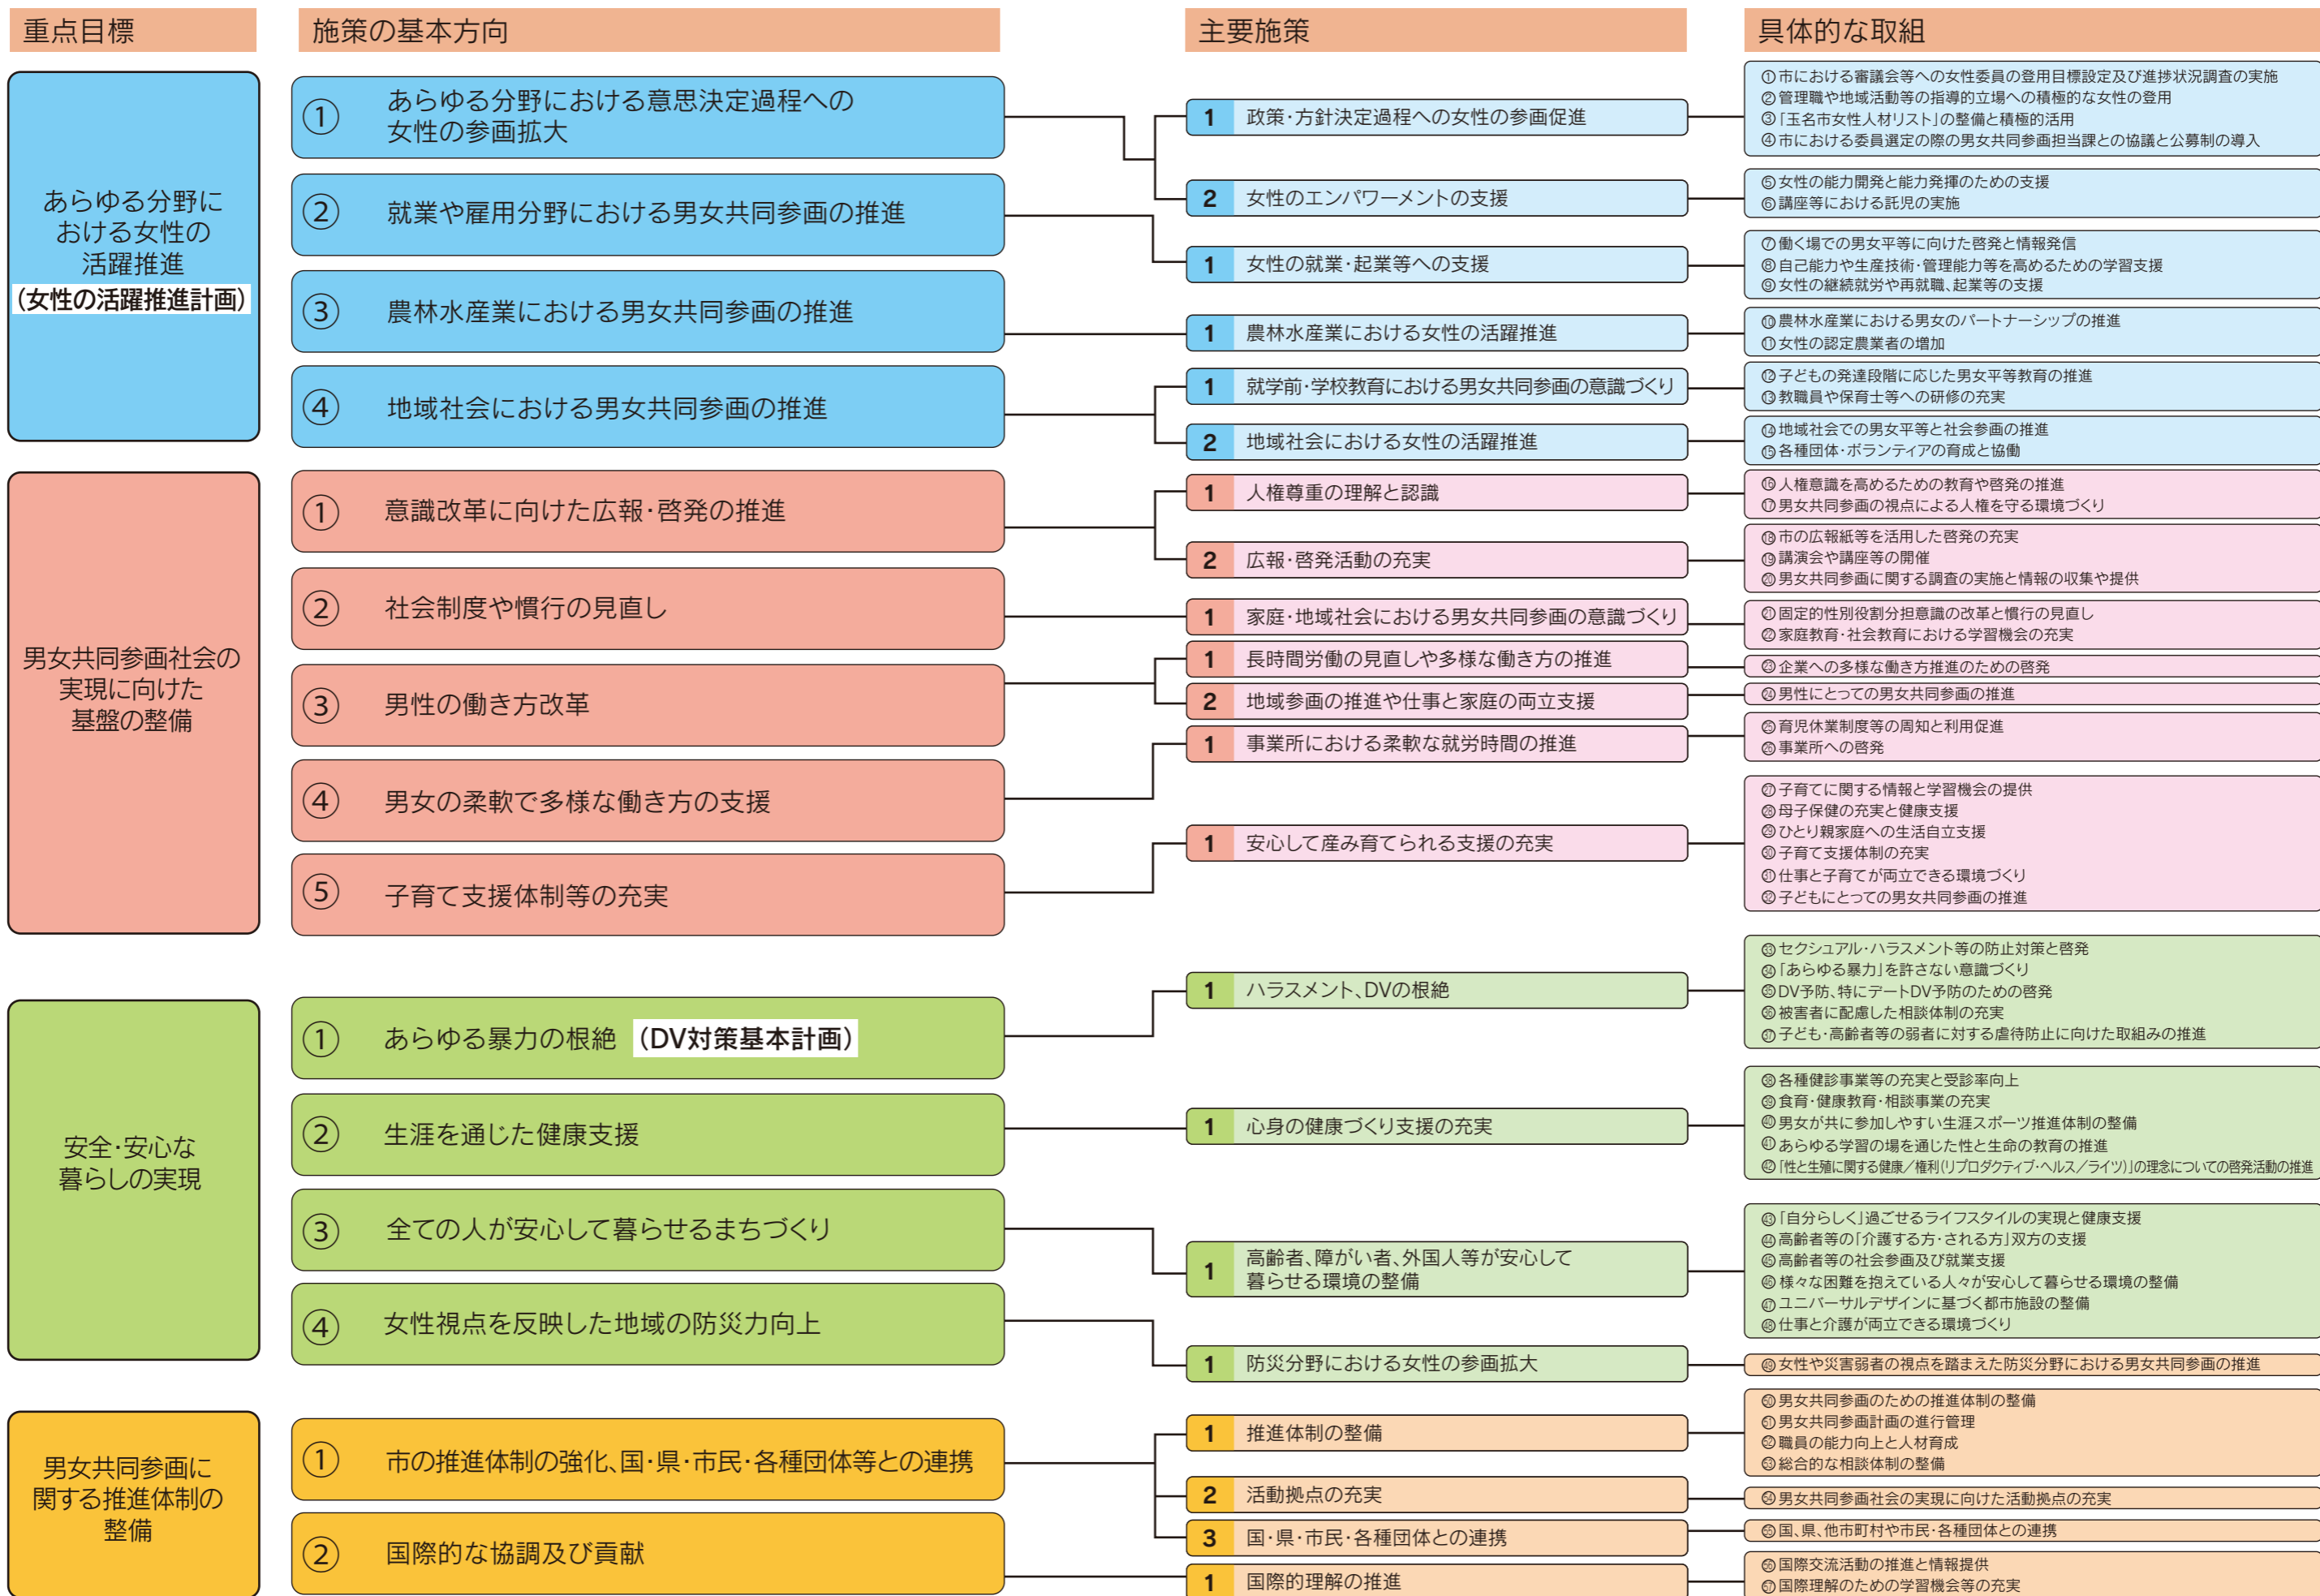 重点目標
施策の基本方向
主要施策
具体的な取組
あらゆる分野に
おける女性の
活躍推進
(女性の活躍推進計画)
① あらゆる分野における意思決定過程への
女性の参画拡大
1 政策・方針決定過程への女性の参画促進
①市における審議会等への女性委員の登用目標設定及び進捗状況調査の実施
②管理職や地域活動等の指導的立場への積極的な女性の登用
③「玉名市女性人材リスト」の整備と積極的活用
④市における委員選定の際の男女共同参画担当課との協議と公募制の導入
2 女性のエンパワーメントの支援
⑤女性の能力開発と能力発揮のための支援
⑥講座等における託児の実施
② 就業や雇用分野における男女共同参画の推進
1 女性の就業・起業等への支援
⑦働く場での男女平等に向けた啓発と情報発信
⑧自己能力や生産技術・管理能力等を高めるための学習支援
⑨女性の継続就労や再就職、起業等の支援
③ 農林水産業における男女共同参画の推進
1 農林水産業における女性の活躍推進
⑩農林水産業における男女のパートナーシップの推進
⑪女性の認定農業者の増加
④ 地域社会における男女共同参画の推進
1 就学前・学校教育における男女共同参画の意識づくり
⑫子どもの発達段階に応じた男女平等教育の推進
⑬教職員や保育士等への研修の充実
2 地域社会における女性の活躍推進
⑭地域社会での男女平等と社会参画の推進
⑮各種団体・ボランティアの育成と協働
男女共同参画社会の
実現に向けた
基盤の整備
① 意識改革に向けた広報・啓発の推進
1 人権尊重の理解と認識
⑯人権意識を高めるための教育や啓発の推進
⑰男女共同参画の視点による人権を守る環境づくり
2 広報・啓発活動の充実
⑱市の広報紙等を活用した啓発の充実
⑲講演会や講座等の開催
⑳男女共同参画に関する調査の実施と情報の収集や提供
② 社会制度や慣行の見直し
1 家庭・地域社会における男女共同参画の意識づくり
㉑固定的性別役割分担意識の改革と慣行の見直し
㉒家庭教育・社会教育における学習機会の充実
③ 男性の働き方改革
1 長時間労働の見直しや多様な働き方の推進
㉓企業への多様な働き方推進のための啓発
2 地域参画の推進や仕事と家庭の両立支援
㉔男性にとっての男女共同参画の推進
④ 男女の柔軟で多様な働き方の支援
1 事業所における柔軟な就労時間の推進
㉕育児休業制度等の周知と利用促進
㉖事業所への啓発
⑤ 子育て支援体制等の充実
1 安心して産み育てられる支援の充実
㉗子育てに関する情報と学習機会の提供
㉘母子保健の充実と健康支援
㉙ひとり親家庭への生活自立支援
㉚子育て支援体制の充実
㉛仕事と子育てが両立できる環境づくり
㉜子どもにとっての男女共同参画の推進
安全・安心な
暮らしの実現
① あらゆる暴力の根絶 (DV対策基本計画)
1 ハラスメント、DVの根絶
㉝セクシュアル・ハラスメント等の防止対策と啓発
㉞「あらゆる暴力」を許さない意識づくり
㉟DV予防、特にデートDV予防のための啓発
㊱被害者に配慮した相談体制の充実
㊲子ども・高齢者等の弱者に対する虐待防止に向けた取組みの推進
② 生涯を通じた健康支援
1 心身の健康づくり支援の充実
㊳各種健診事業等の充実と受診率向上
㊴食育・健康教育・相談事業の充実
㊵男女が共に参加しやすい生涯スポーツ推進体制の整備
㊶あらゆる学習の場を通じた性と生命の教育の推進
㊷「性と生殖に関する健康/権利(リプロダクティブ・ヘルス/ライツ)」の理念についての啓発活動の推進
③ 全ての人が安心して暮らせるまちづくり
1 高齢者、障がい者、外国人等が安心して
暮らせる環境の整備
㊸「自分らしく」過ごせるライフスタイルの実現と健康支援
㊹高齢者等の「介護する方・される方」双方の支援
㊺高齢者等の社会参画及び就業支援
㊻様々な困難を抱えている人々が安心して暮らせる環境の整備
㊼ユニバーサルデザインに基づく都市施設の整備
㊽仕事と介護が両立できる環境づくり
④ 女性視点を反映した地域の防災力向上
1 防災分野における女性の参画拡大
㊾女性や災害弱者の視点を踏まえた防災分野における男女共同参画の推進
男女共同参画に
関する推進体制の
整備
① 市の推進体制の強化、国・県・市民・各種団体等との連携
1 推進体制の整備
㊿男女共同参画のための推進体制の整備
51男女共同参画計画の進行管理
52職員の能力向上と人材育成
53総合的な相談体制の整備
2 活動拠点の充実
54男女共同参画社会の実現に向けた活動拠点の充実
3 国・県・市民・各種団体との連携
55国、県、他市町村や市民・各種団体との連携
② 国際的な協調及び貢献
1 国際的理解の推進
56国際交流活動の推進と情報提供
57国際理解のための学習機会等の充実